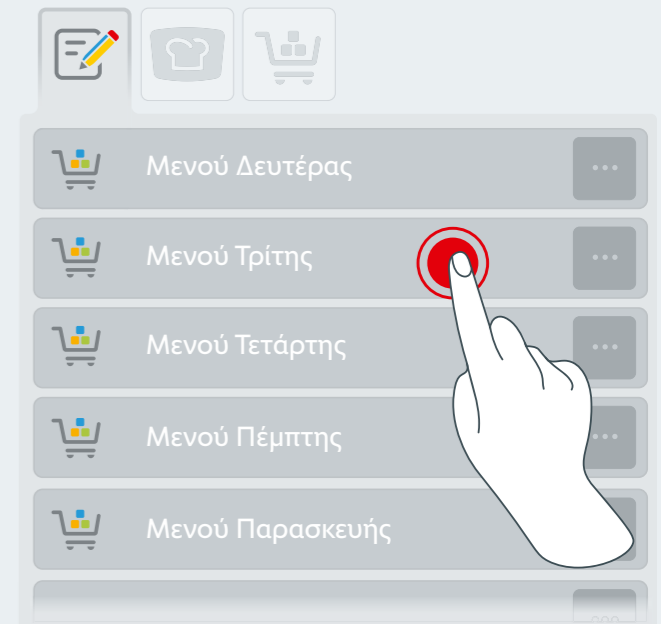 Μενού Δευτέρας
Μενού Τρίτης
Μενού Τετάρτης
Μενού Πέμπτης
Μενού Παρασκευής